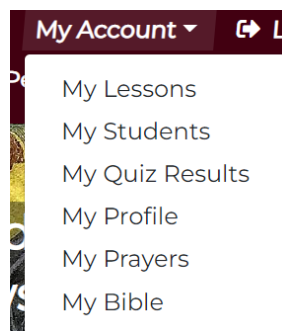 My Account
My Lessons
My Students
My Quiz Results
My Profile
My Prayers
My Bible